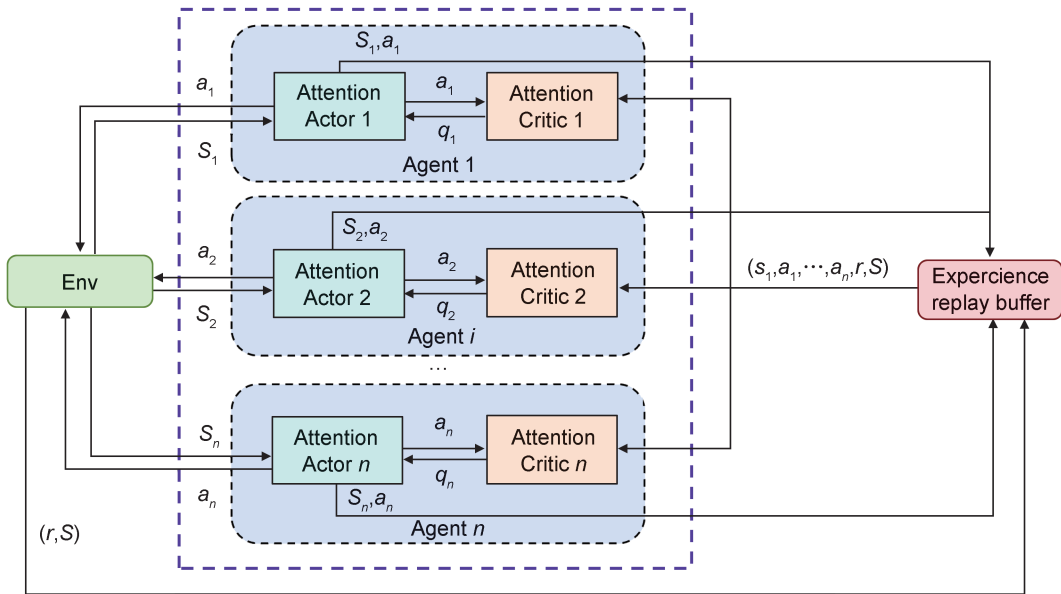 S₁,a₁
a₁
Attention
Actor 1
a₁
q₁
Attention
Critic 1
S₁
Agent 1
S₂,a₂
a₂
Attention
Actor 2
a₂
q₂
Attention
Critic 2
(s₁,a₁,⋯,aₙ,r,S)
Env
Expercience
replay buffer
S₂
Agent i
...
Sₙ
Attention
Actor n
aₙ
qₙ
Attention
Critic n
aₙ
Sₙ,aₙ
Agent n
(r,S)